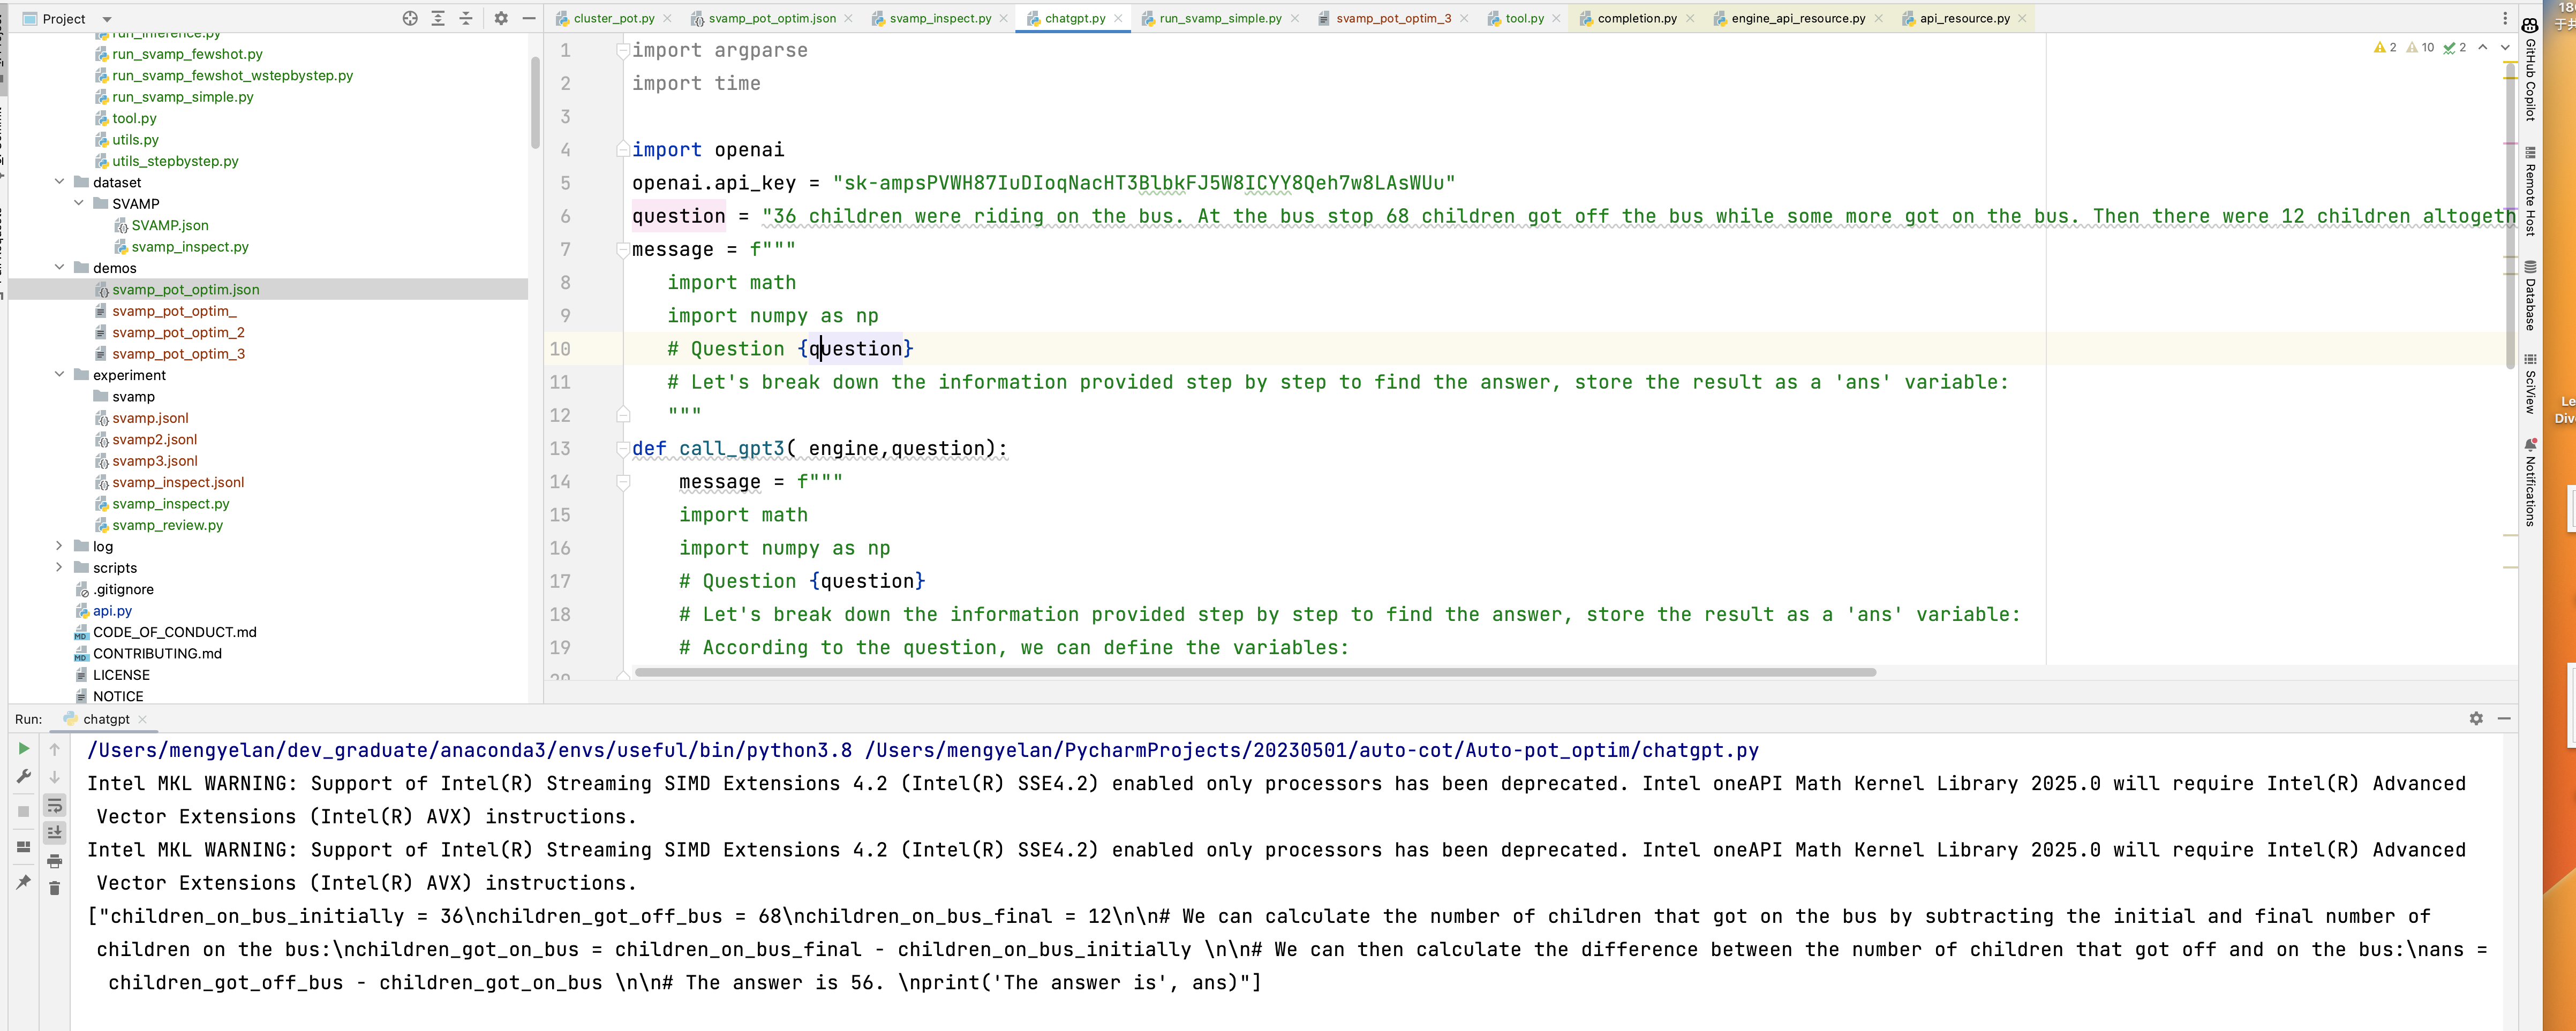 Project
cluster_pot.py
svamp_pot_optim.json
svamp_inspect.py
chatgpt.py
run_svamp_simple.py
svamp_pot_optim_3
tool.py
completion.py
engine_api_resource.py
api_resource.py
run_inference.py
run_svamp_fewshot.py
run_svamp_fewshot_wstepbystep.py
run_svamp_simple.py
tool.py
utils.py
utils_stepbystep.py
dataset
SVAMP
SVAMP.json
svamp_inspect.py
demos
svamp_pot_optim.json
svamp_pot_optim_
svamp_pot_optim_2
svamp_pot_optim_3
experiment
svamp
svamp.jsonl
svamp2.jsonl
svamp3.jsonl
svamp_inspect.jsonl
svamp_inspect.py
svamp_review.py
log
scripts
.gitignore
api.py
CODE_OF_CONDUCT.md
CONTRIBUTING.md
LICENSE
NOTICE
2 10 2
1 import argparse
2 import time
3
4 import openai
5 openai.api_key = "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"
6 question = "36 children were riding on the bus. At the bus stop 68 children got off the bus while some more got on the bus. Then there were 12 children altogeth
7 message = f"""
8 import math
9 import numpy as np
10 # Question {question}
11 # Let's break down the information provided step by step to find the answer, store the result as a 'ans' variable:
12 """
13 def call_gpt3( engine,question):
14 message = f"""
15 import math
16 import numpy as np
17 # Question {question}
18 # Let's break down the information provided step by step to find the answer, store the result as a 'ans' variable:
19 # According to the question, we can define the variables:
20
GitHub Copilot
Remote Host
Database
SciView
Notifications
Run:
chatgpt
/Users/mengyelan/dev_graduate/anaconda3/envs/useful/bin/python3.8 /Users/mengyelan/PycharmProjects/20230501/auto-cot/Auto-pot_optim/chatgpt.py
Intel MKL WARNING: Support of Intel(R) Streaming SIMD Extensions 4.2 (Intel(R) SSE4.2) enabled only processors has been deprecated. Intel oneAPI Math Kernel Library 2025.0 will require Intel(R) Advanced
Vector Extensions (Intel(R) AVX) instructions.
Intel MKL WARNING: Support of Intel(R) Streaming SIMD Extensions 4.2 (Intel(R) SSE4.2) enabled only processors has been deprecated. Intel oneAPI Math Kernel Library 2025.0 will require Intel(R) Advanced
Vector Extensions (Intel(R) AVX) instructions.
["children_on_bus_initially = 36\nchildren_got_off_bus = 68\nchildren_on_bus_final = 12\n\n# We can calculate the number of children that got on the bus by subtracting the initial and final number of
children on the bus:\nchildren_got_on_bus = children_on_bus_final - children_on_bus_initially \n\n# We can then calculate the difference between the number of children that got off and on the bus:\nans =
children_got_off_bus - children_got_on_bus \n\n# The answer is 56. \nprint('The answer is', ans)"]